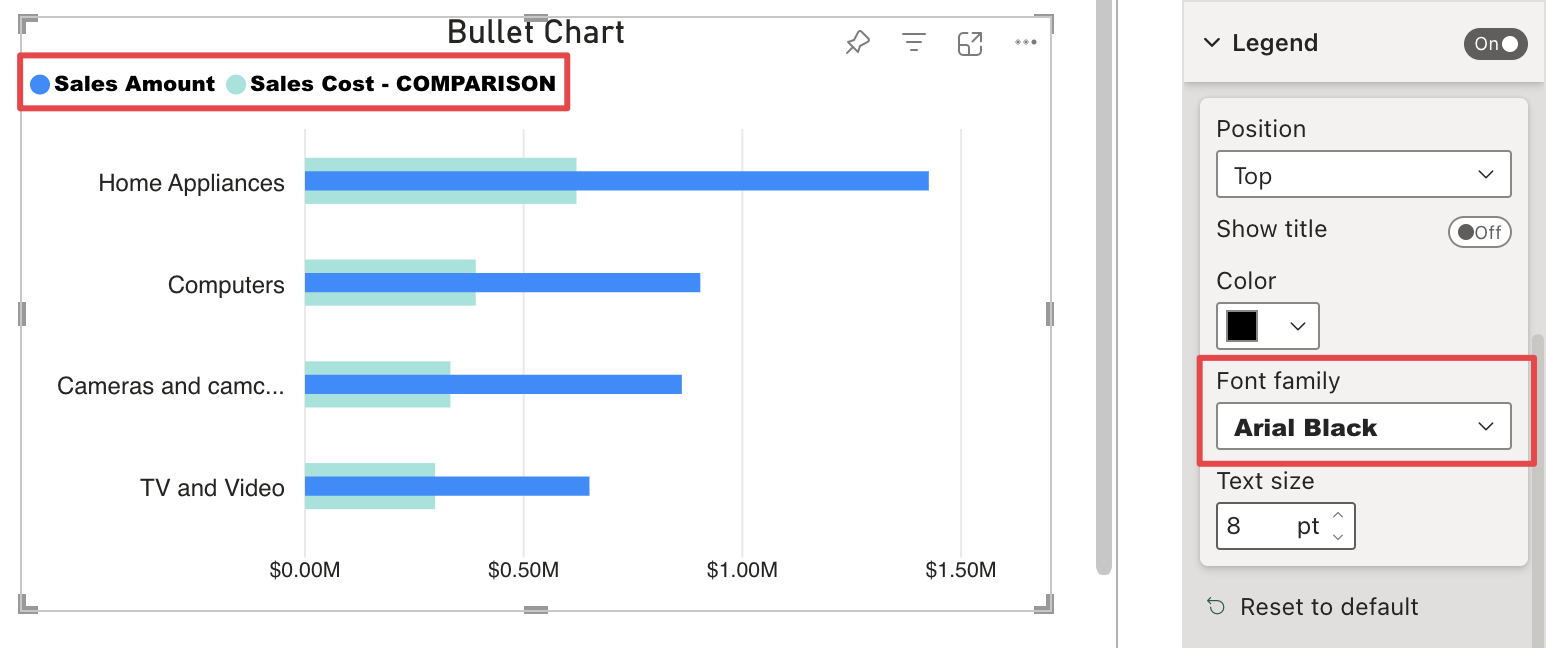 Bullet Chart
Sales Amount Sales Cost - COMPARISON
Home Appliances
Computers
Cameras and camc...
TV and Video
$0.00M $0.50M $1.00M $1.50M
Legend On
Position
Top
Show title Off
Color
Font family
Arial Black
Text size
8 pt
Reset to default